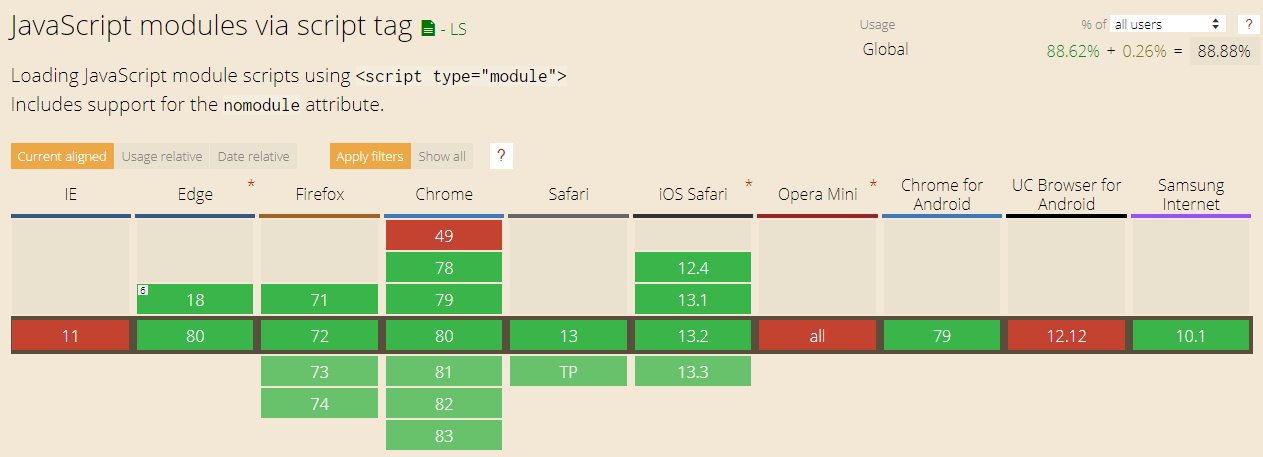 JavaScript modules via script tag - LS
Usage % of all users ?
Global 88.62% + 0.26% = 88.88%
Loading JavaScript module scripts using <script type="module">
Includes support for the nomodule attribute.
Current aligned Usage relative Date relative Apply filters Show all ?
IE Edge * Firefox Chrome Safari iOS Safari * Opera Mini * Chrome for Android UC Browser for Android Samsung Internet
49
78 12.4
6 18 71 79 13.1
11 80 72 80 13 13.2 all 79 12.12 10.1
73 81 TP 13.3
74 82
83